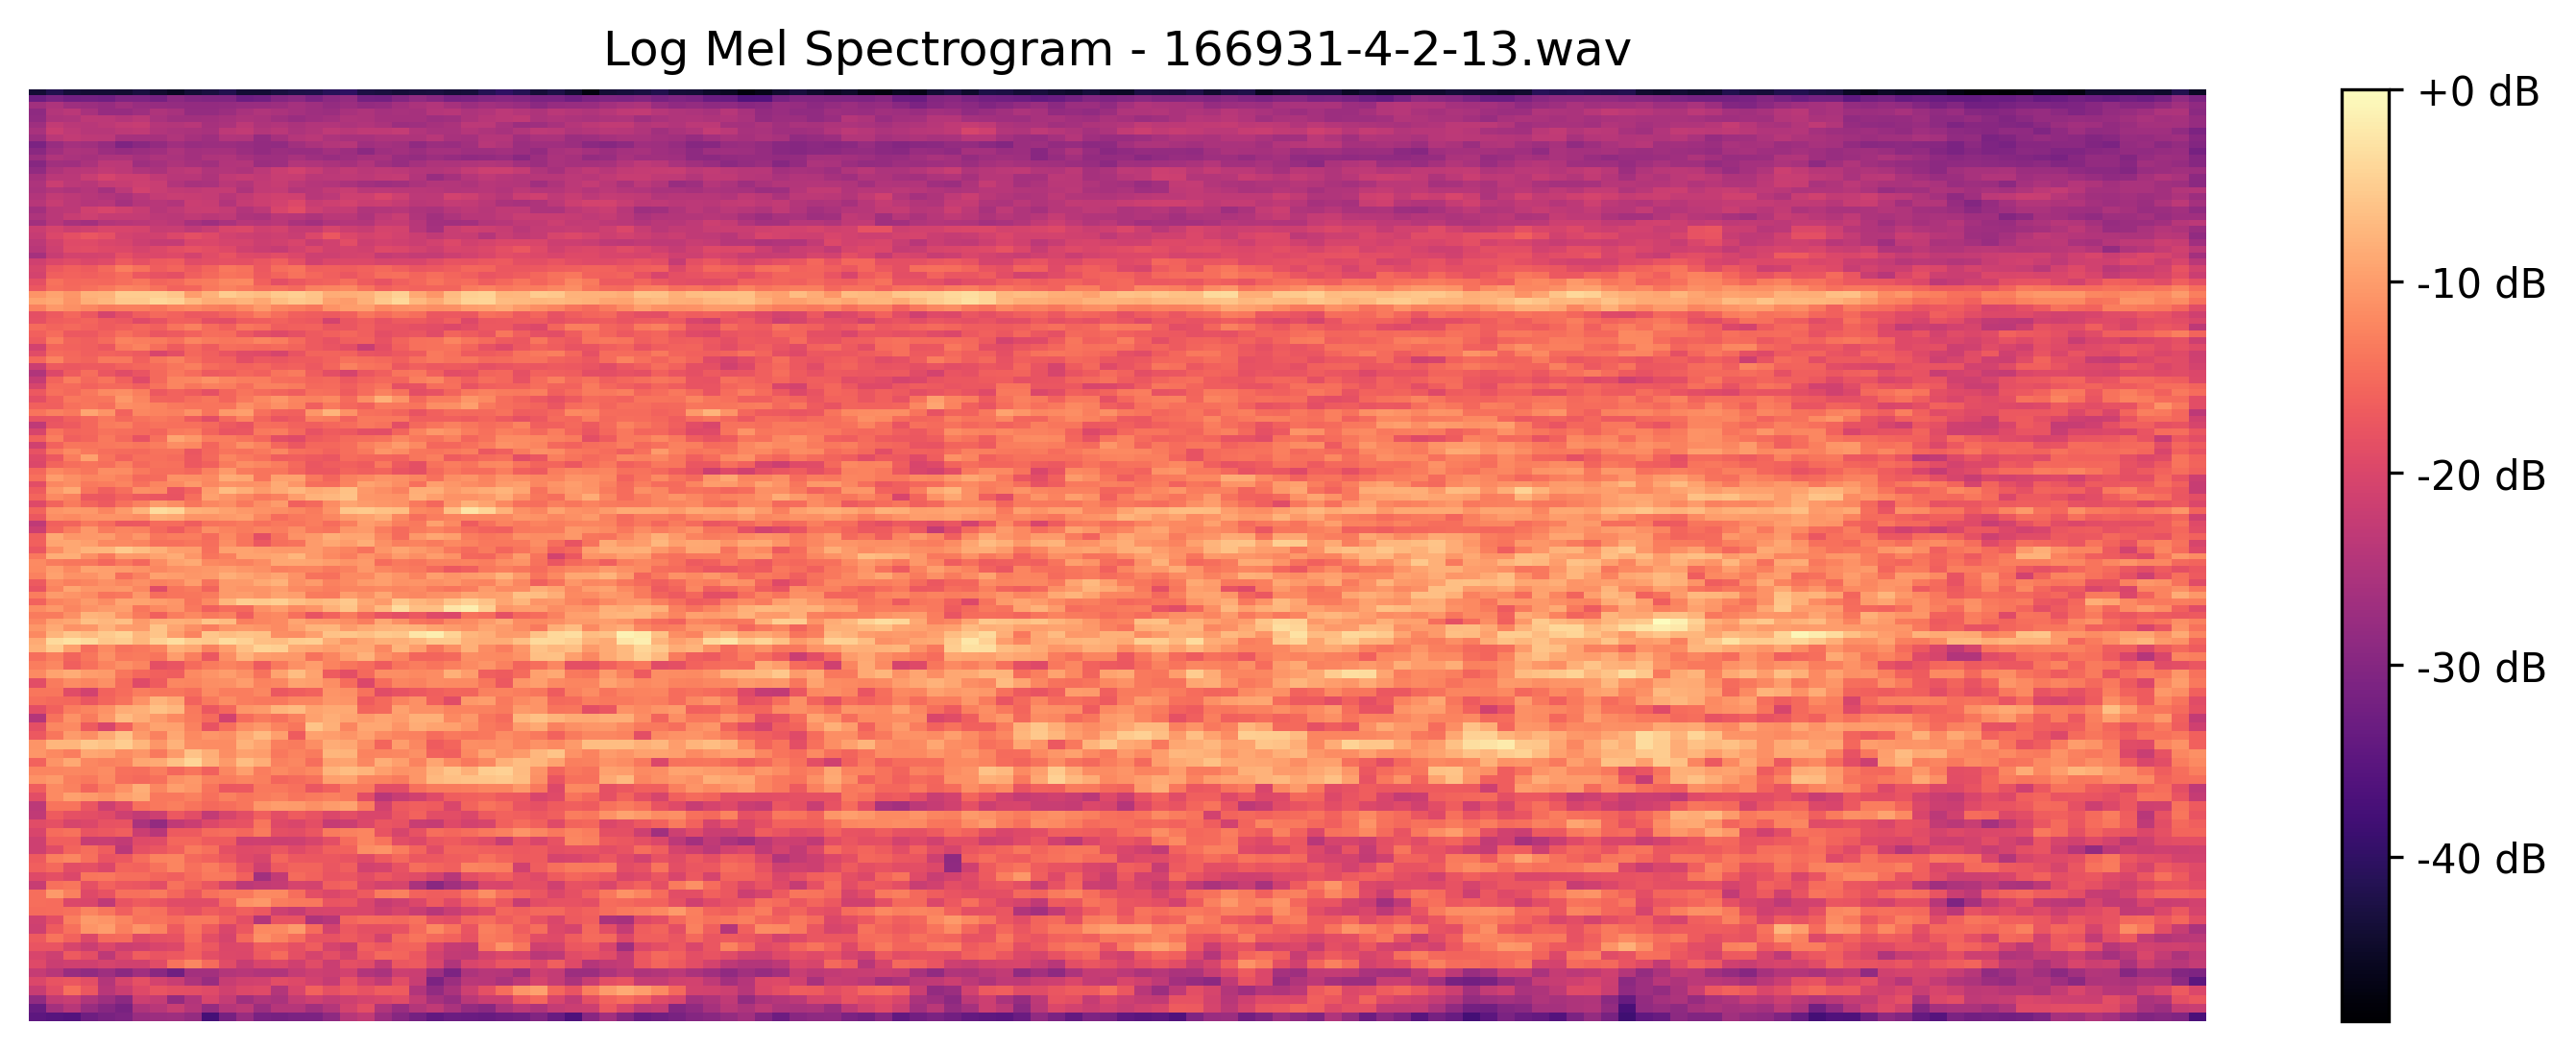 Log Mel Spectrogram - 166931-4-2-13.wav
+0 dB
-10 dB
-20 dB
-30 dB
-40 dB